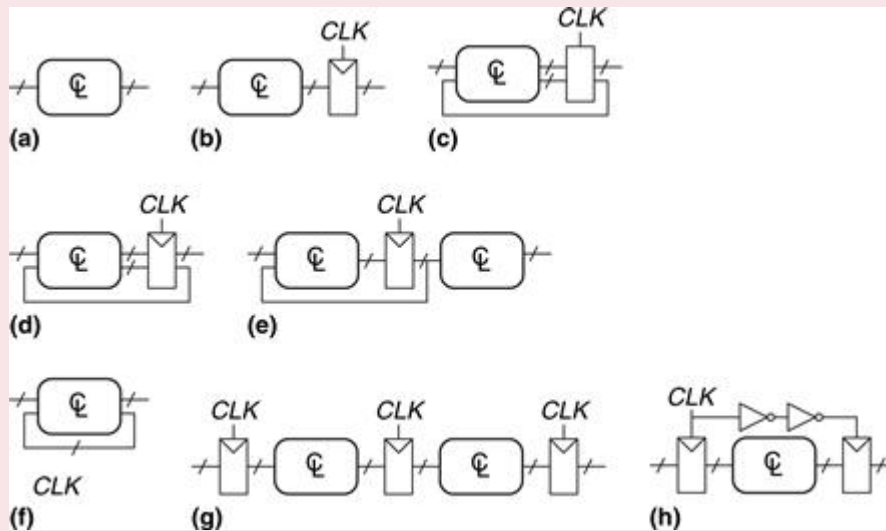 CLK CLK
CL CL CL
(a) (b) (c)
CLK CLK
CL CL CL
(d) (e)
CL CLK CLK CLK CLK
CL CL CL
CLK
(f) (g) (h)